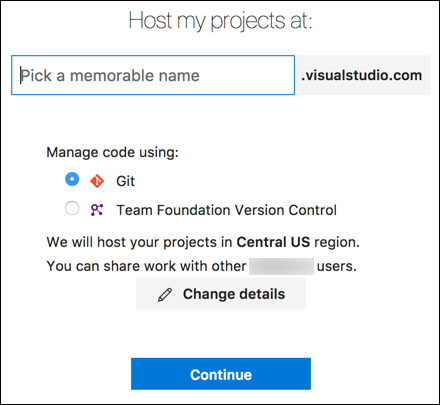 Host my projects at:
Pick a memorable name .visualstudio.com
Manage code using:
Git
Team Foundation Version Control
We will host your projects in Central US region.
You can share work with other users.
Change details
Continue